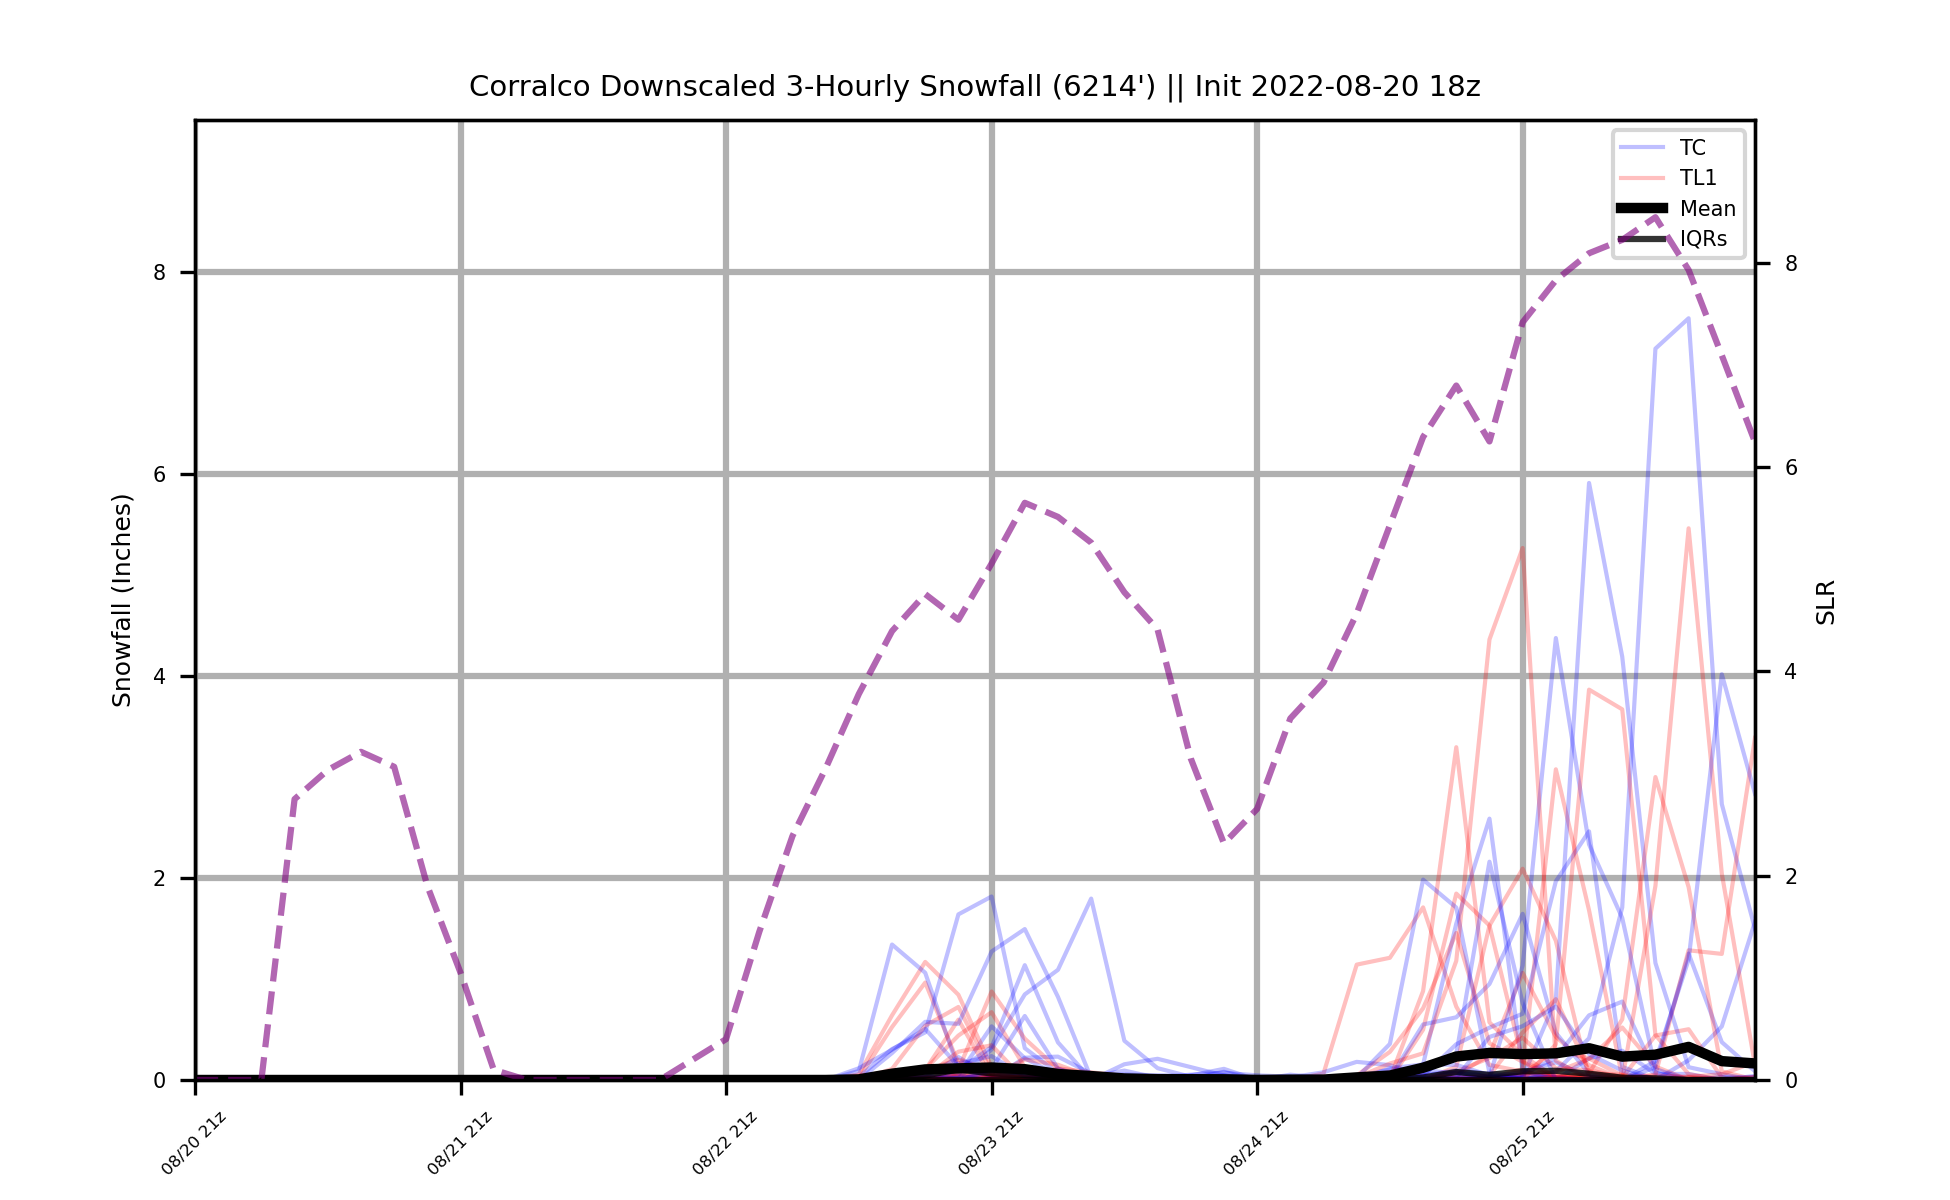 Corralco Downscaled 3-Hourly Snowfall (6214') || Init 2022-08-20 18z
TC
TL1
Mean
IQRs
Snowfall (Inches)
8
6
4
2
0
8
6
4
2
0
SLR
08/20 21z
08/21 21z
08/22 21z
08/23 21z
08/24 21z
08/25 21z